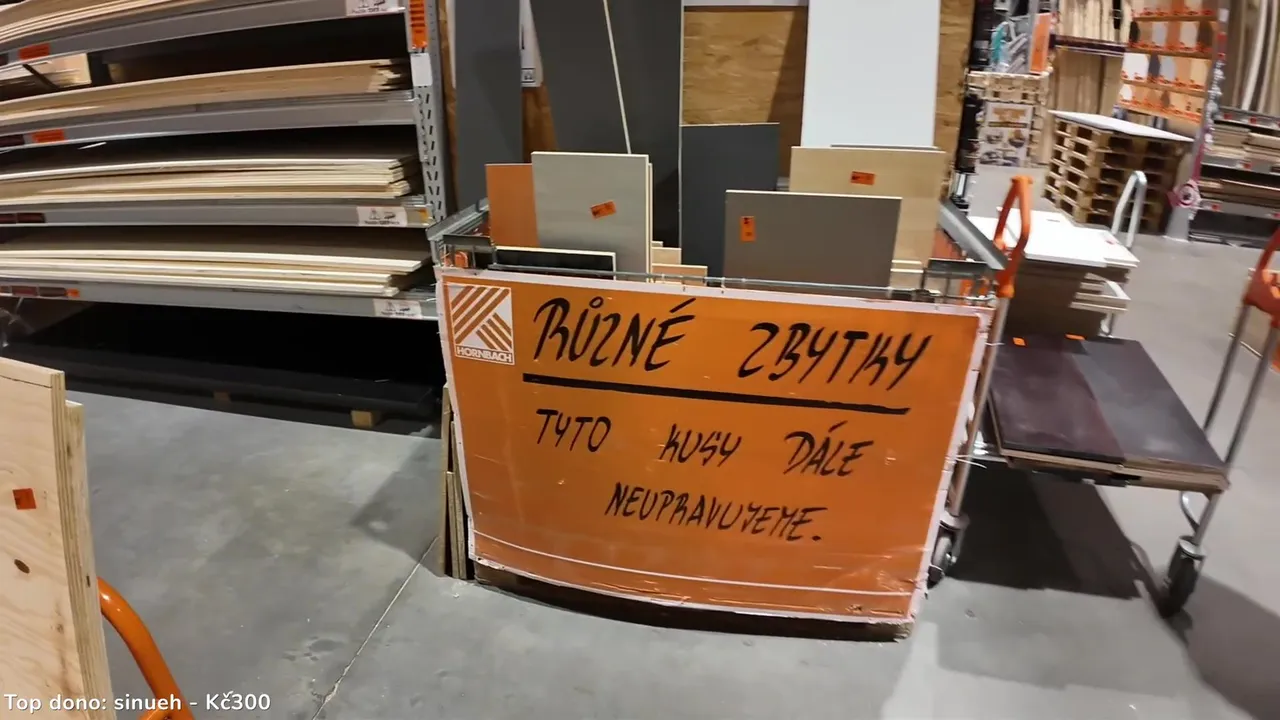 HORNBACH
RŮZNÉ ZBYTKY
TYTO KUSY DÁLE
NEUPRAVUJEME.
Top dono: sinueh - Kč300